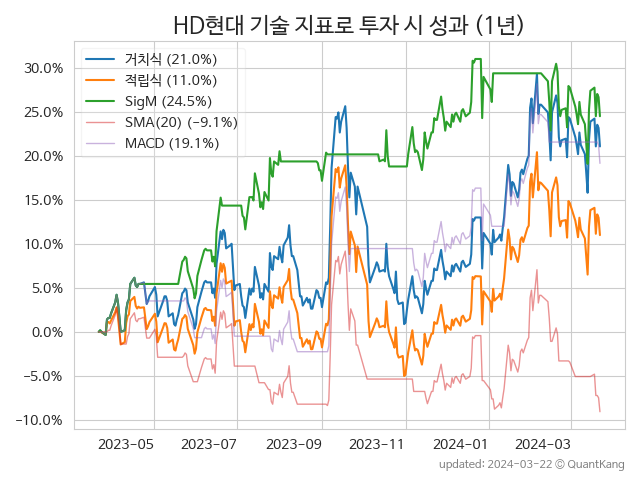 HD현대 기술 지표로 투자 시 성과 (1년)
거치식 (21.0%)
적립식 (11.0%)
SigM (24.5%)
SMA(20) (−9.1%)
MACD (19.1%)
30.0%
25.0%
20.0%
15.0%
10.0%
5.0%
0.0%
−5.0%
−10.0%
2023-05 2023-07 2023-09 2023-11 2024-01 2024-03
updated: 2024-03-22 © QuantKang